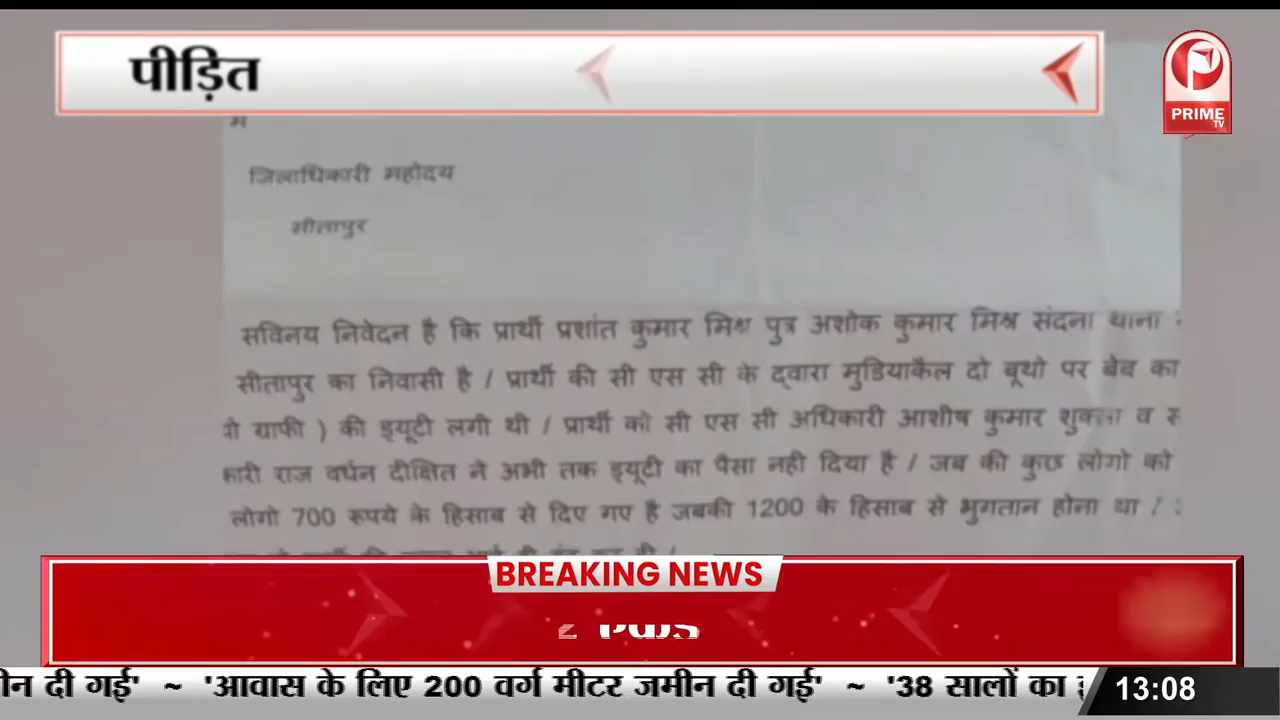 पीड़ित
PRIME
TV
जिलाधिकारी महोदय
सीतापुर
सविनय निवेदन है कि प्रार्थी प्रशांत कुमार मिश्र पुत्र अशोक कुमार मिश्र संदना थाना
सीतापुर का निवासी है / प्रार्थी की सी एस सी के द्वारा मुडियाकैल दो बूथो पर बेब का
ग्राफी ) की ड्यूटी लगी थी / प्रार्थी को सी एस सी अधिकारी आशीष कुमार शुक्ला व
कारी राज वर्धन दीक्षित ने अभी तक ड्यूटी का पैसा नही दिया है / जब की कुछ लोगो को
लोगो 700 रूपये के हिसाब से दिए गए है जबकी 1200 के हिसाब से भुगतान होना था /
BREAKING NEWS
मीन दी गई' ~ 'आवास के लिए 200 वर्ग मीटर जमीन दी गई' ~ '38 सालों का
13:08